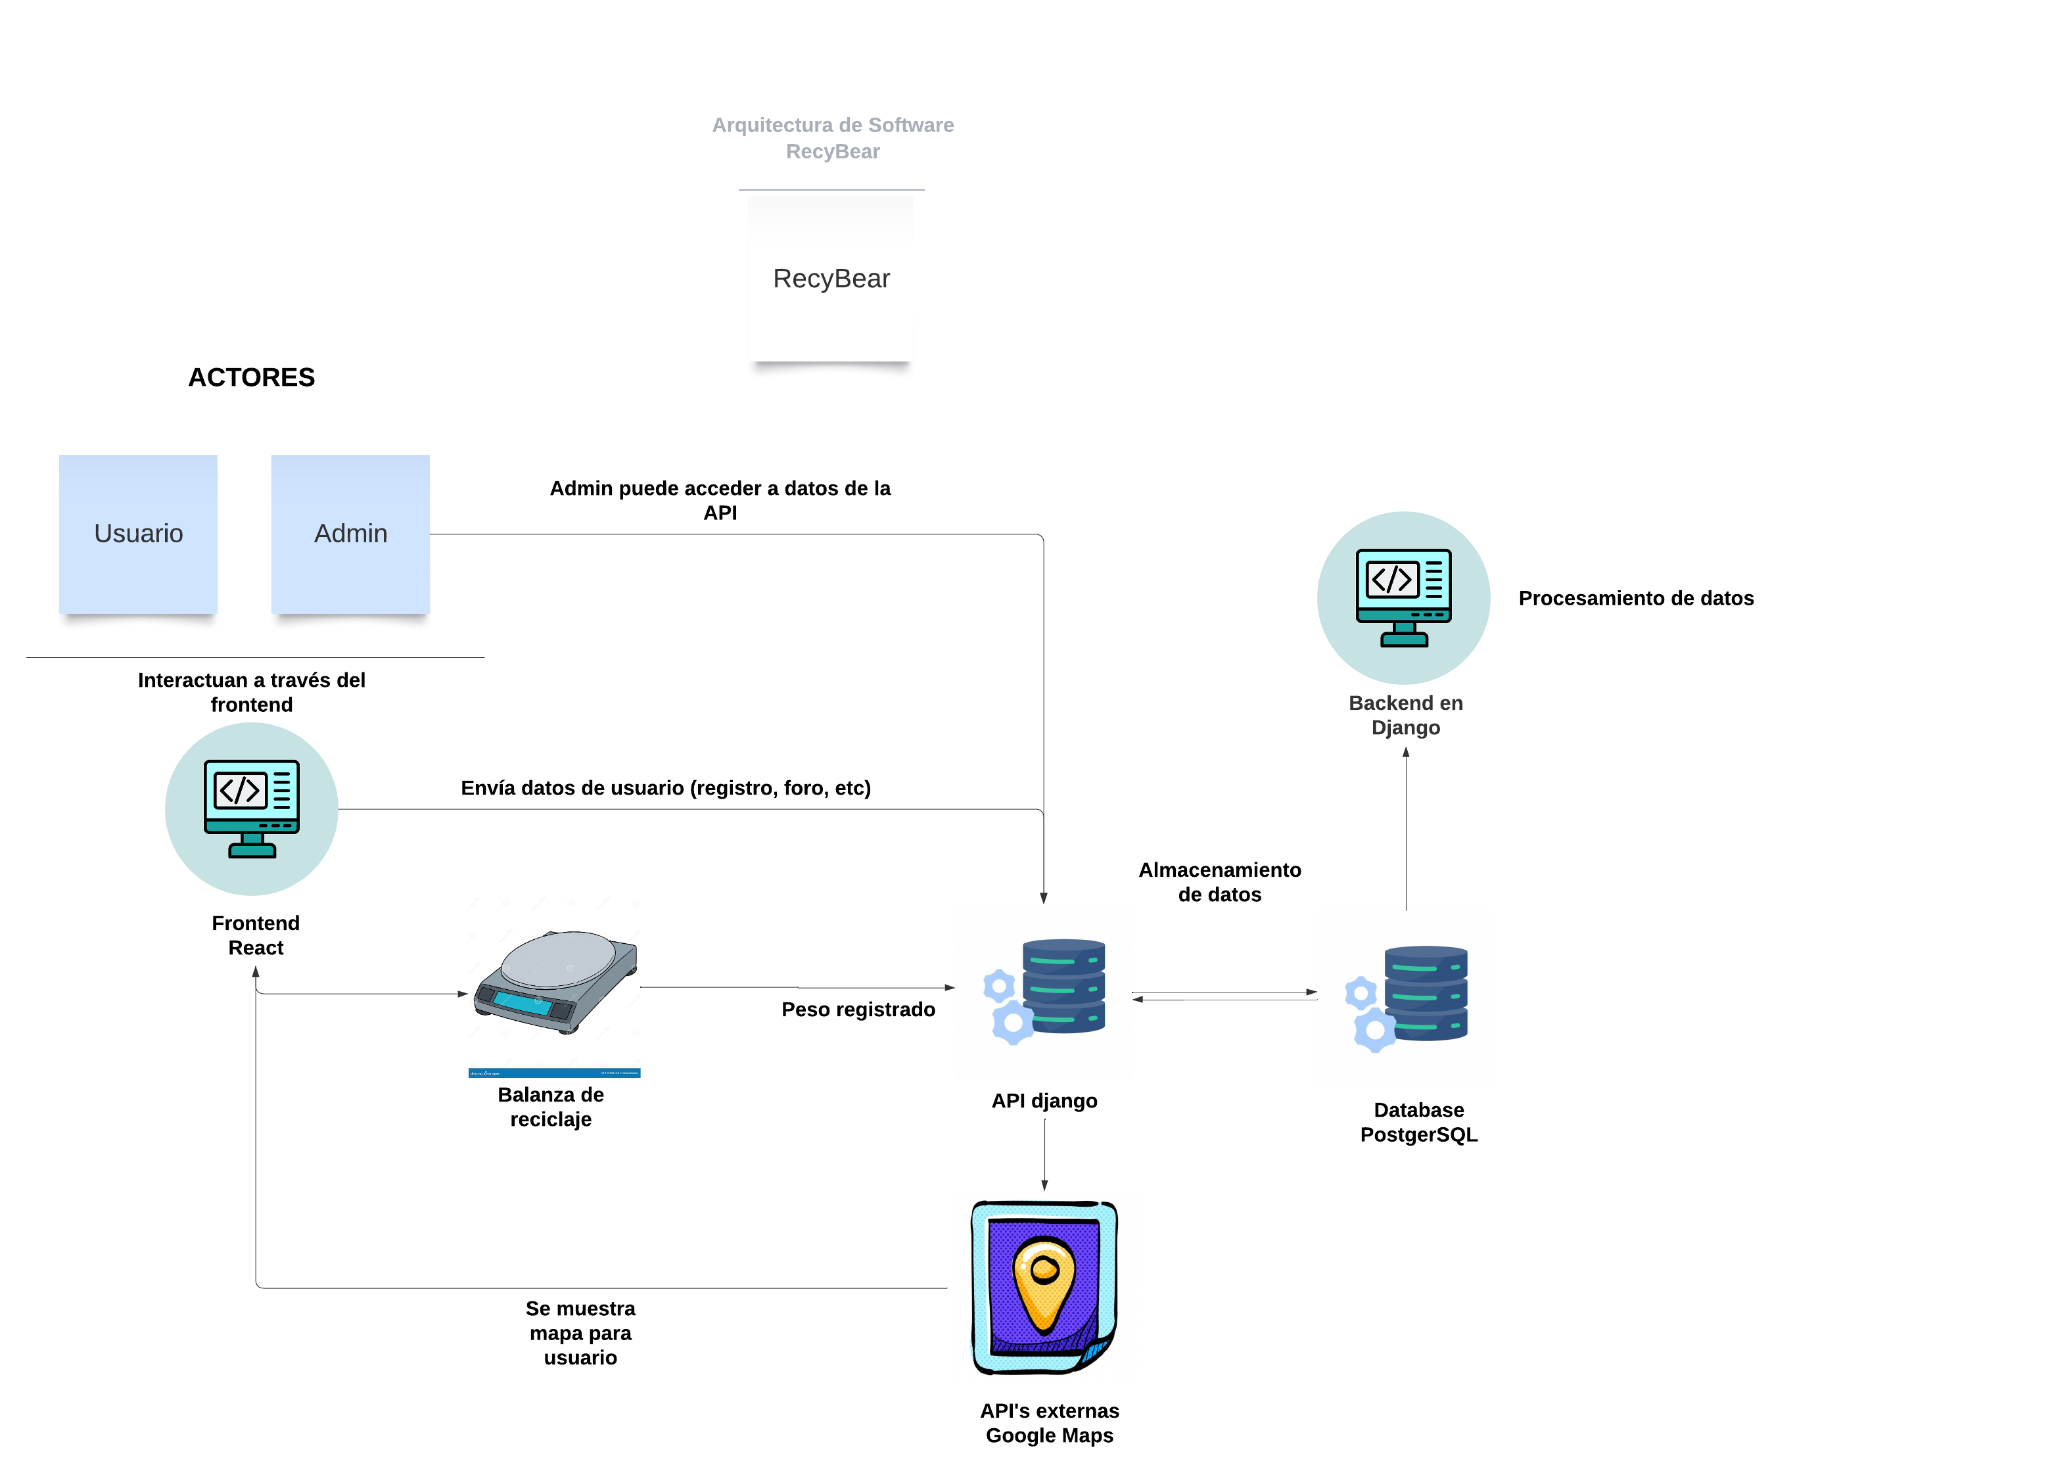 Arquitectura de Software
RecyBear
RecyBear
ACTORES
Usuario
Admin
Admin puede acceder a datos de la
API
Procesamiento de datos
Interactuan a través del
frontend
Backend en
Django
Envía datos de usuario (registro, foro, etc)
Almacenamiento
de datos
Frontend
React
Peso registrado
Balanza de
reciclaje
API django
Database
PostgerSQL
Se muestra
mapa para
usuario
API's externas
Google Maps